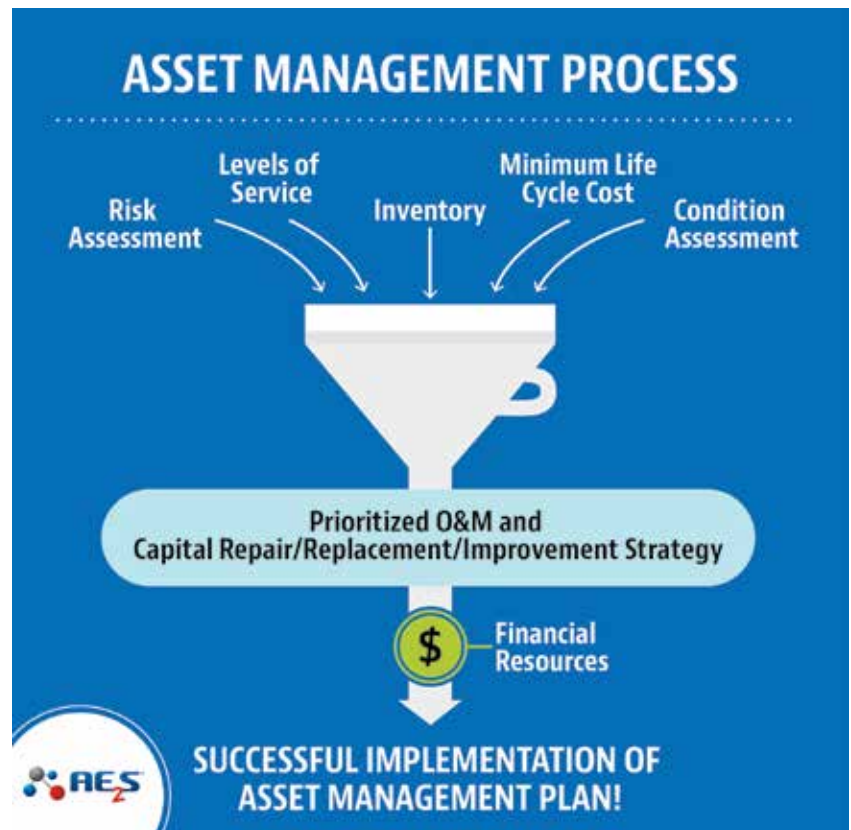 ASSET MANAGEMENT PROCESS
Levels of
Service
Minimum Life
Cycle Cost
Risk
Assessment
Inventory
Condition
Assessment
Prioritized O&M and
Capital Repair/Replacement/Improvement Strategy
$
Financial
Resources
SUCCESSFUL IMPLEMENTATION OF
ASSET MANAGEMENT PLAN!
AE2S